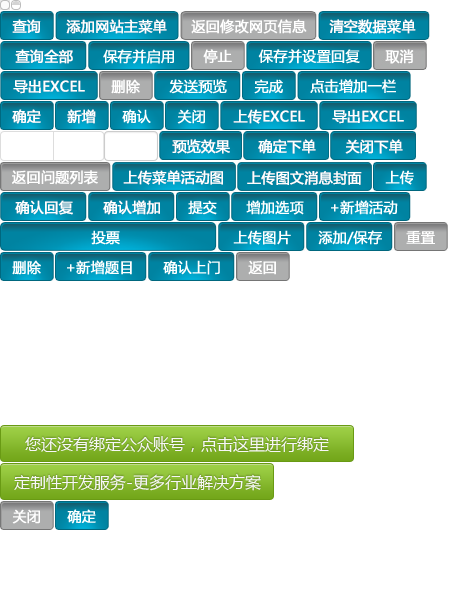 查询 添加网站主菜单 返回修改网页信息 清空数据菜单
查询全部 保存并启用 停止 保存并设置回复 取消
导出EXCEL 删除 发送预览 完成 点击增加一栏
确定 新增 确认 关闭 上传EXCEL 导出EXCEL
预览效果 确定下单 关闭下单
返回问题列表 上传菜单活动图 上传图文消息封面 上传
确认回复 确认增加 提交 增加选项 +新增活动
投票 上传图片 添加/保存 重置
删除 +新增题目 确认上门 返回
您还没有绑定公众账号，点击这里进行绑定
定制性开发服务-更多行业解决方案
关闭 确定